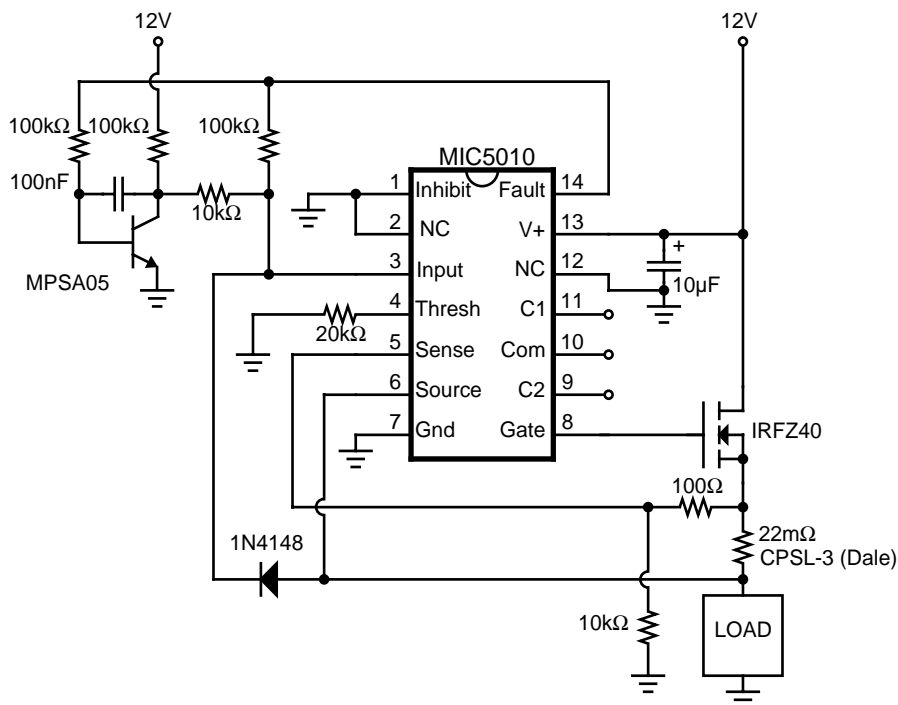 12V
12V
100kΩ
100kΩ
100kΩ
MIC5010
100nF
10kΩ
MPSA05
1 Inhibit Fault 14
2 NC V+ 13
3 Input NC 12
4 Thresh C1 11
5 Sense Com 10
6 Source C2 9
7 Gnd Gate 8
+
10µF
20kΩ
IRFZ40
100Ω
22mΩ
CPSL-3 (Dale)
1N4148
10kΩ
LOAD